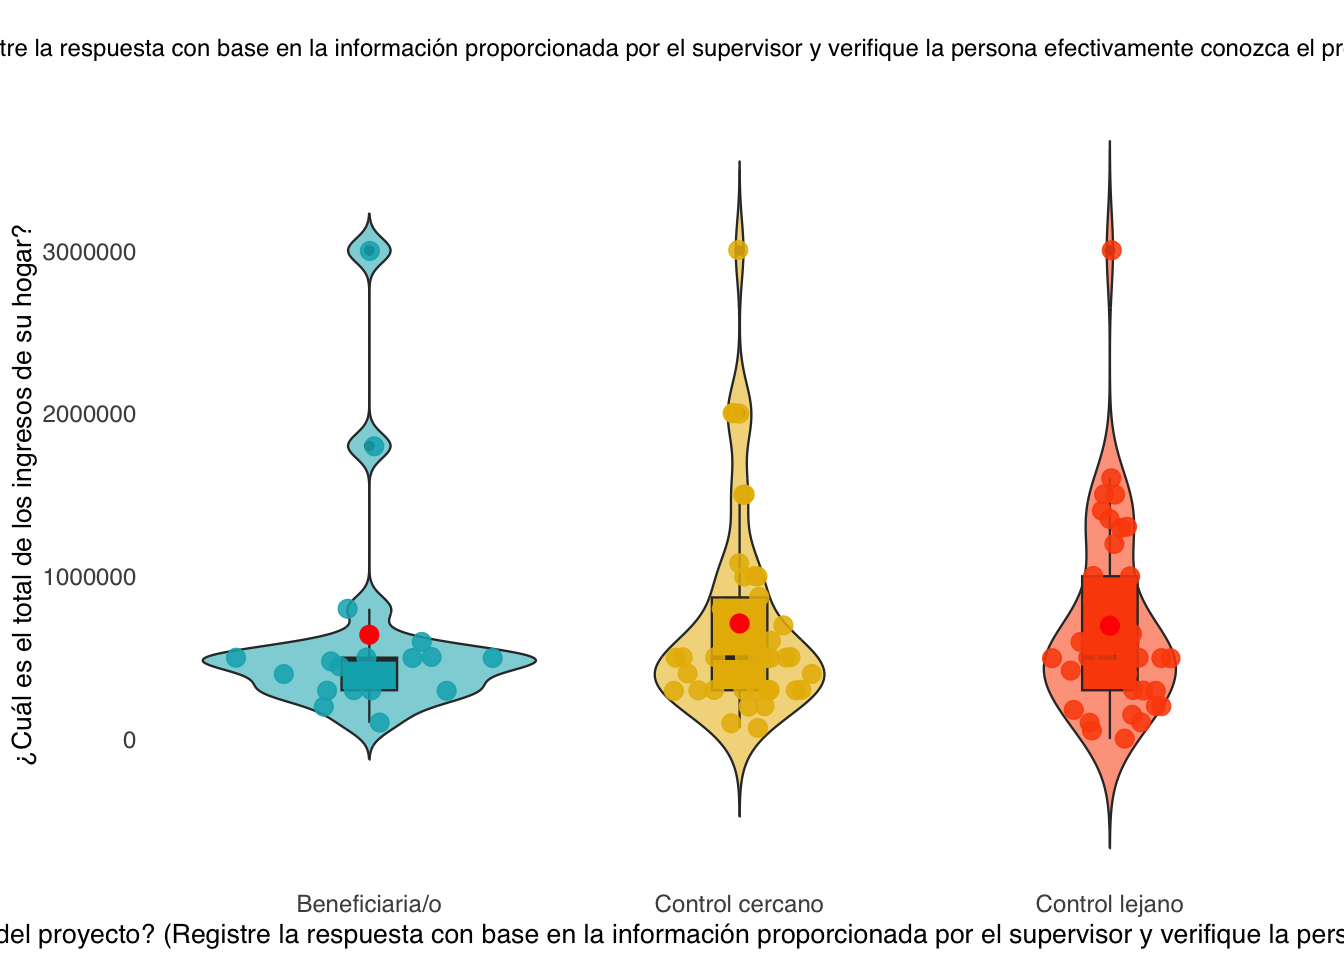 tre la respuesta con base en la información proporcionada por el supervisor y verifique la persona efectivamente conozca el pr
¿Cuál es el total de los ingresos de su hogar?
3000000
2000000
1000000
0
Beneficiaria/o
Control cercano
Control lejano
del proyecto? (Registre la respuesta con base en la información proporcionada por el supervisor y verifique la pers